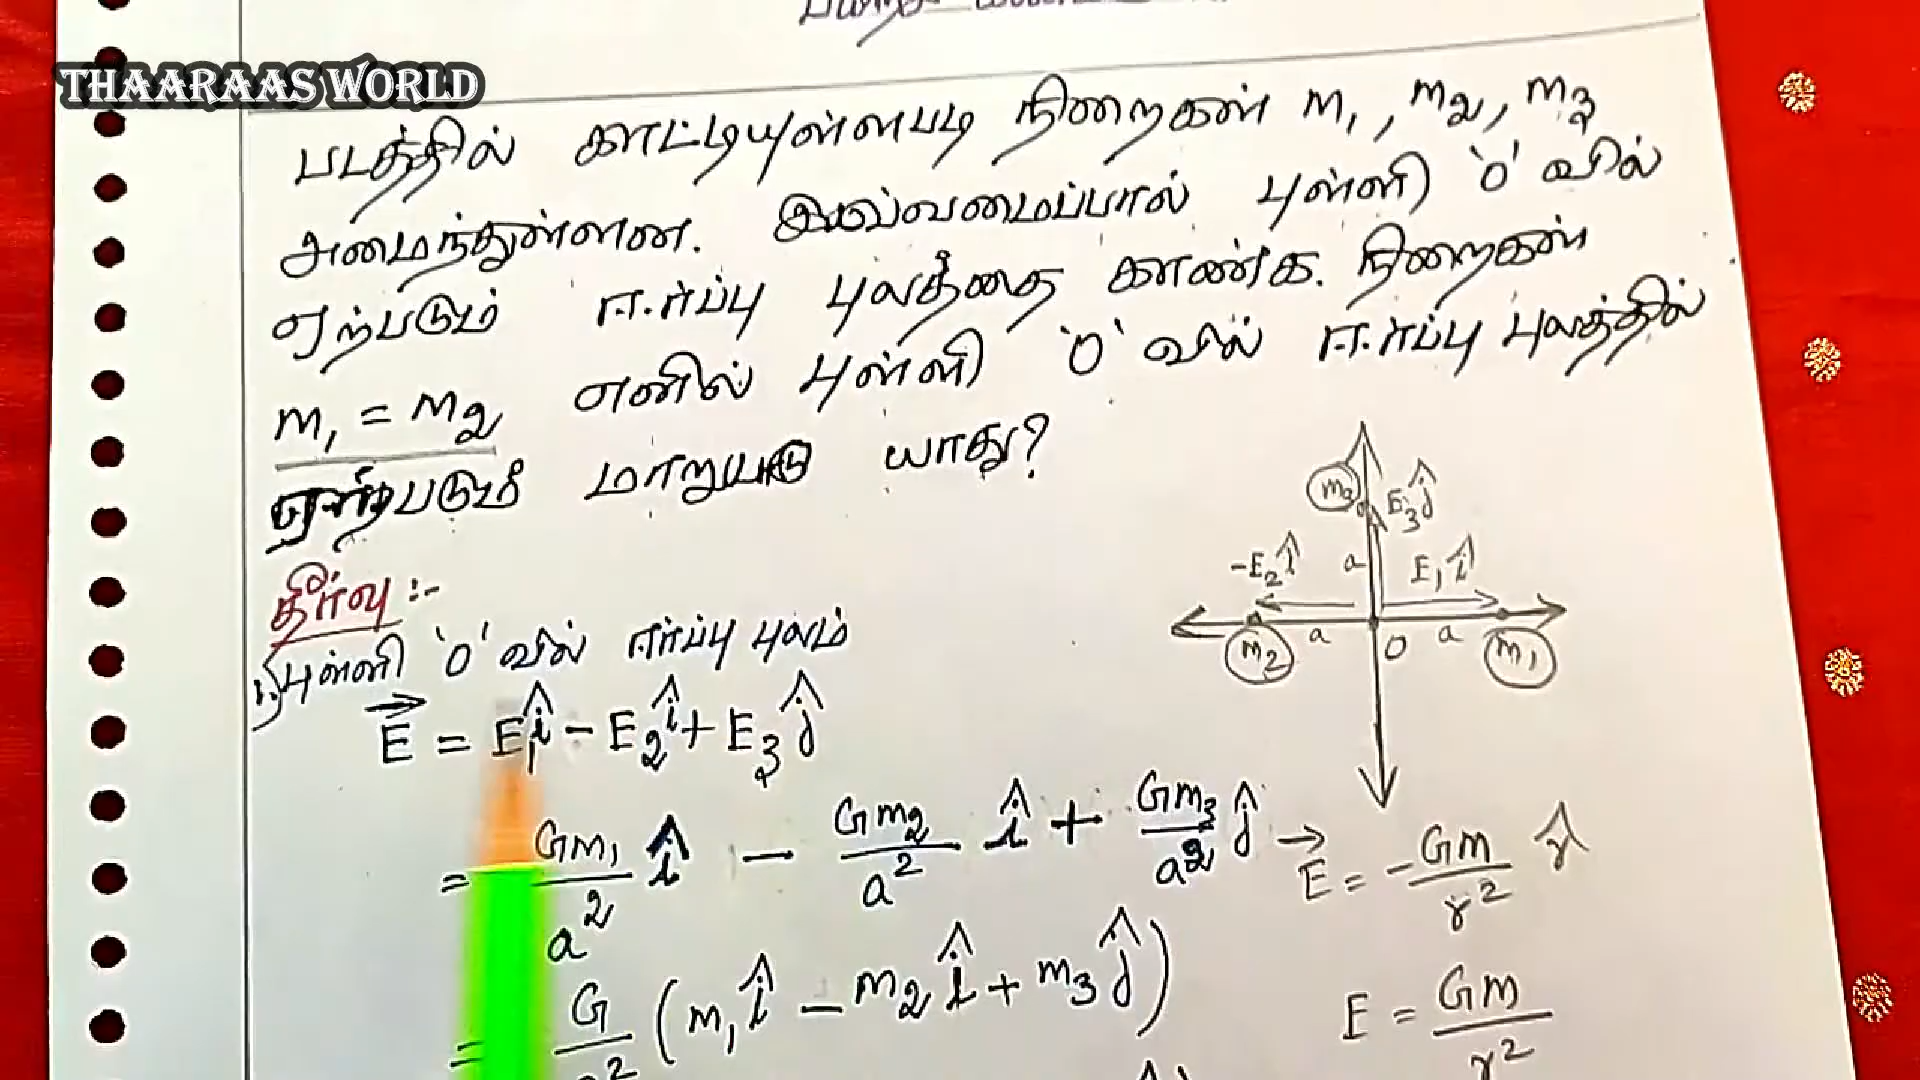 THAARAAS WORLD
படத்தில் காட்டியுள்ளபடி நிறைகள் m₁, m₂, m₃
அமைந்துள்ளன. இவ்வமைப்பால் புள்ளி 'O' வில்
ஏற்படும் ஈர்ப்பு புலத்தை காண்க. நிறைகள்
m₁ = m₂ எனில் புள்ளி 'O' வில் ஈர்ப்பு புலத்தில்
ஏற்படும் மாறுபாடு யாது?
m₃ E₃ĵ
-E₂î a E₁î
m₂ a O a m₁
தீர்வு :-
1) புள்ளி 'O' வில் ஈர்ப்பு புலம்
E⃗ = E₁î - E₂î + E₃ĵ
= Gm₁/a² î - Gm₂/a² î + Gm₃/a² ĵ
E⃗ = -Gm/r² r̂
= G/a² (m₁î - m₂î + m₃ĵ)
E = Gm/r²